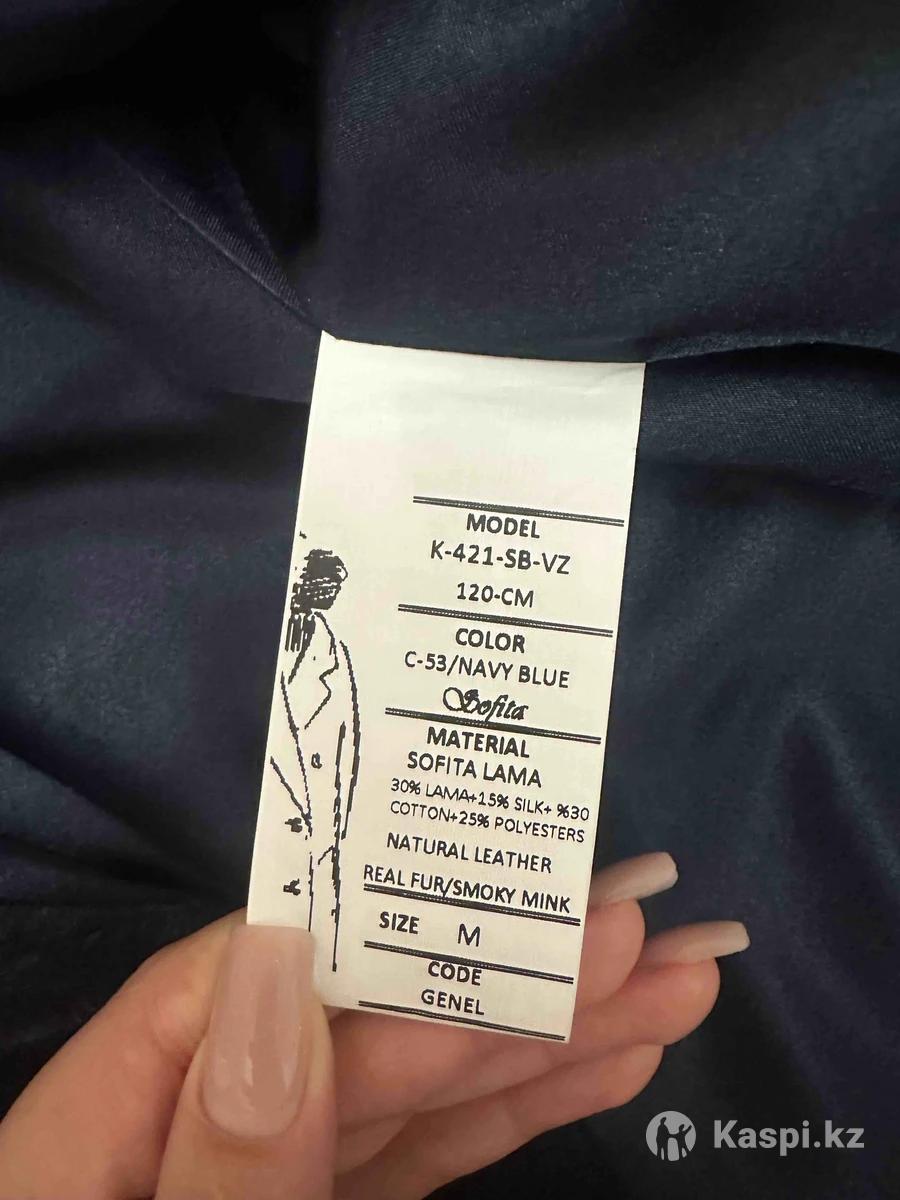 MODEL
K-421-SB-VZ
120-CM
COLOR
C-53/NAVY BLUE
Sofita
MATERIAL
SOFITA LAMA
30% LAMA+15% SILK+ %30
COTTON+25% POLYESTERS
NATURAL LEATHER
REAL FUR/SMOKY MINK
SIZE M
CODE
GENEL
Kaspi.kz